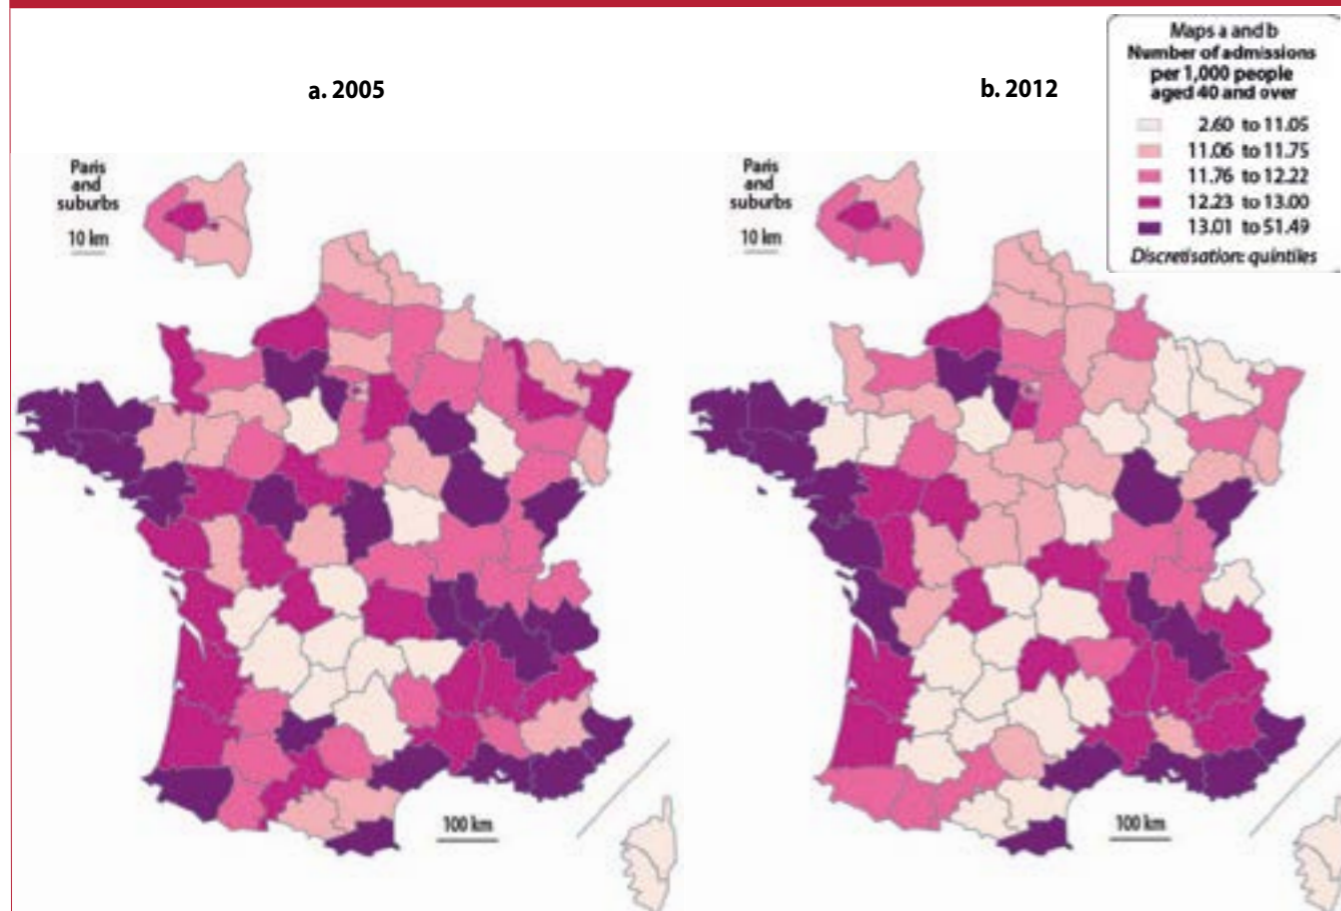 Maps a and b
Number of admissions
per 1,000 people
aged 40 and over
2.60 to 11.05
11.06 to 11.75
11.76 to 12.22
12.23 to 13.00
13.01 to 51.49
Discretisation: quintiles
a. 2005
b. 2012
Paris
and
suburbs
10 km
100 km
Paris
and
suburbs
10 km
100 km